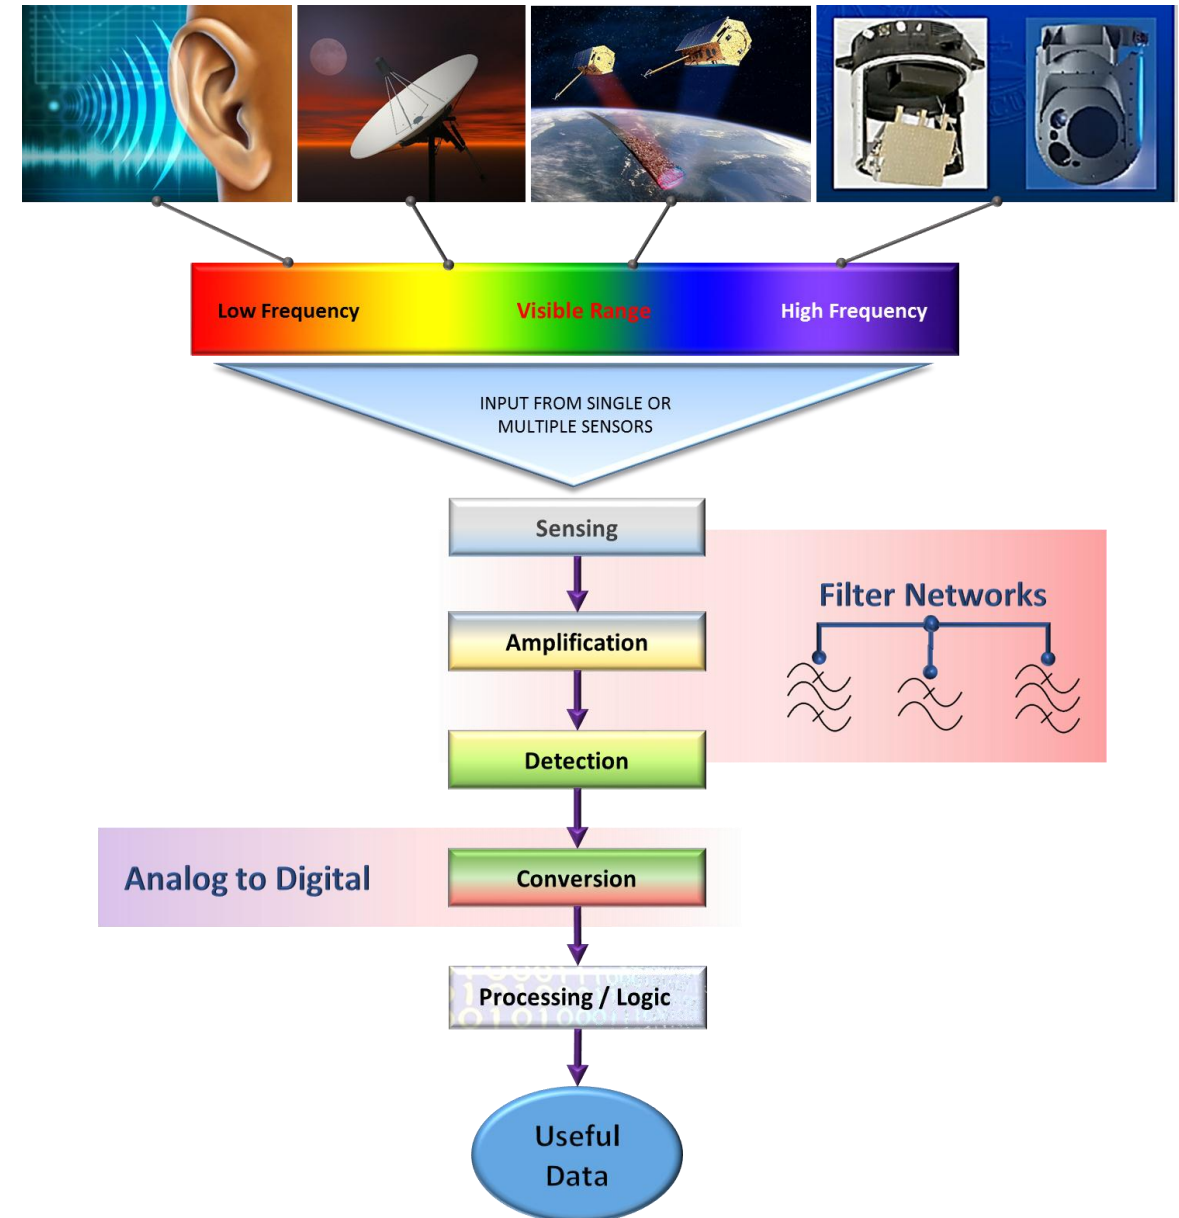 Low Frequency
Visible Range
High Frequency
INPUT FROM SINGLE OR
MULTIPLE SENSORS
Sensing
Filter Networks
Amplification
Detection
Analog to Digital
Conversion
Processing / Logic
Useful
Data